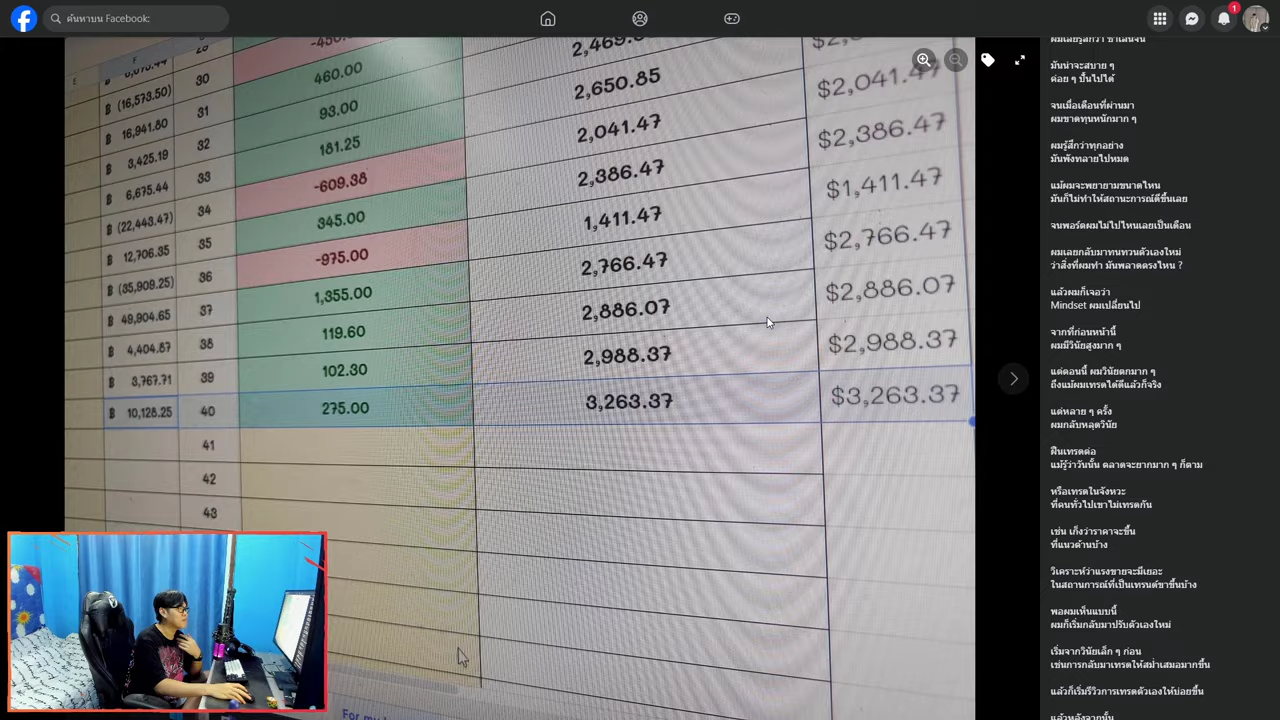 ค้นหาบน Facebook:
1
E F
฿ (16,573.50) 30
฿ 16,941.80 31 460.00
฿ 3,425.19 32 93.00
฿ 6,675.44 33 181.25 2,650.85
฿ (22,443.47) 34 -609.38 2,041.47 $2,041.47
฿ 12,706.35 35 345.00 2,386.47 $2,386.47
฿ (35,909.25) 36 -975.00 1,411.47 $1,411.47
฿ 49,904.65 37 1,355.00 2,766.47 $2,766.47
฿ 4,404.87 38 119.60 2,886.07 $2,886.07
฿ 3,767.71 39 102.30 2,988.37 $2,988.37
฿ 10,128.25 40 275.00 3,263.37 $3,263.37
41
42
43
มันน่าจะสบาย ๆ
ค่อย ๆ ปั้นไปได้
จนเมื่อเดือนที่ผ่านมา
ผมขาดทุนหนักมาก ๆ
ผมรู้สึกว่าทุกอย่าง
มันพังทลายไปหมด
แม้ผมจะพยายามขนาดไหน
มันก็ไม่ทำให้สถานะการณ์ดีขึ้นเลย
จนพอร์ตผมไม่ไปไหนเลยเป็นเดือน
ผมเลยกลับมาทบทวนตัวเองใหม่
ว่าสิ่งที่ผมทำ มันพลาดตรงไหน ?
แล้วผมก็เจอว่า
Mindset ผมเปลี่ยนไป
จากที่ก่อนหน้านี้
ผมมีวินัยสูงมาก ๆ
แต่ตอนนี้ ผมวินัยตกมาก ๆ
ถึงแม้ผมเทรดได้ดีแล้วก็จริง
แต่หลาย ๆ ครั้ง
ผมกลับหลุดวินัย
ฝืนเทรดต่อ
แม้รู้ว่าวันนั้น ตลาดจะยากมาก ๆ ก็ตาม
หรือเทรดในจังหวะ
ที่คนทั่วไปเขาไม่เทรดกัน
เช่น เก็งว่าราคาจะขึ้น
ที่แนวต้านบ้าง
วิเคราะห์ว่าแรงขายจะมีเยอะ
ในสถานการณ์ที่เป็นเทรนด์ขาขึ้นบ้าง
พอผมเห็นแบบนี้
ผมก็เริ่มกลับมาปรับตัวเองใหม่
เริ่มจากวินัยเล็ก ๆ ก่อน
เช่นการกลับมาเทรดให้สม่ำเสมอมากขึ้น
แล้วก็เริ่มรีวิวการเทรดตัวเองให้บ่อยขึ้น
แล้วหลังจากนั้น